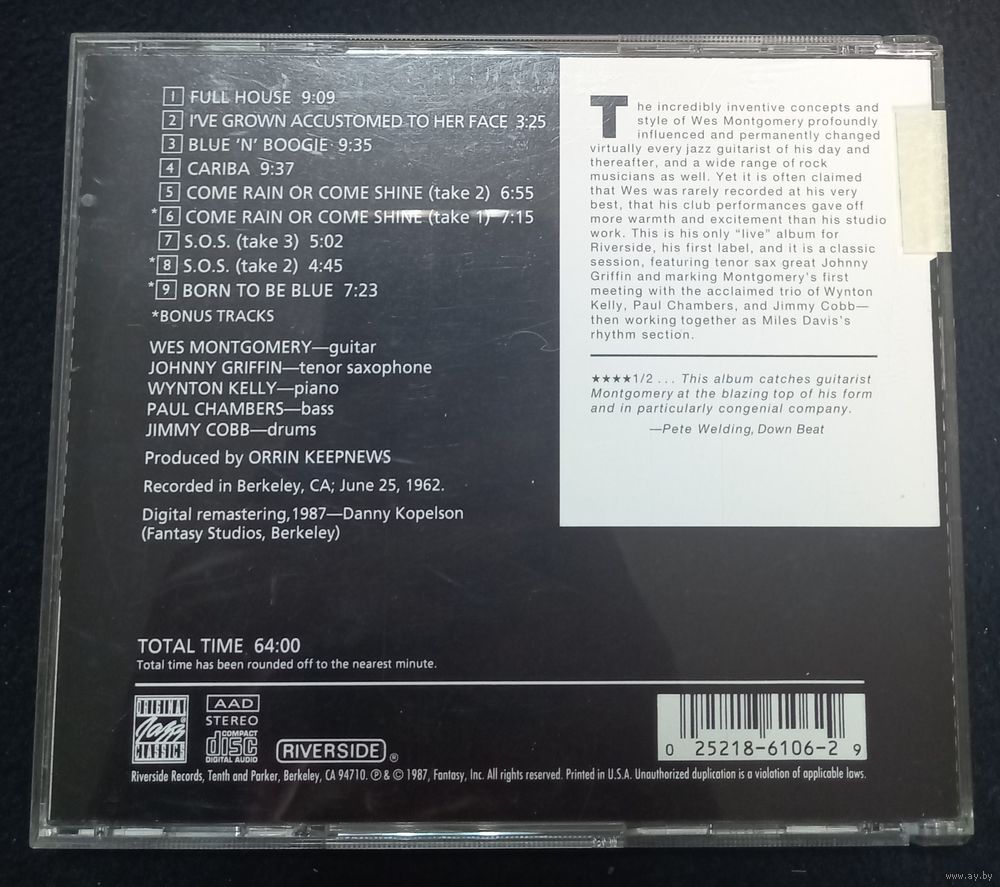 1 FULL HOUSE 9:09
2 I'VE GROWN ACCUSTOMED TO HER FACE 3:25
3 BLUE 'N' BOOGIE 9:35
4 CARIBA 9:37
5 COME RAIN OR COME SHINE (take 2) 6:55
*6 COME RAIN OR COME SHINE (take 1) 7:15
7 S.O.S. (take 3) 5:02
*8 S.O.S. (take 2) 4:45
*9 BORN TO BE BLUE 7:23
*BONUS TRACKS
WES MONTGOMERY—guitar
JOHNNY GRIFFIN—tenor saxophone
WYNTON KELLY—piano
PAUL CHAMBERS—bass
JIMMY COBB—drums
Produced by ORRIN KEEPNEWS
Recorded in Berkeley, CA; June 25, 1962.
Digital remastering, 1987—Danny Kopelson
(Fantasy Studios, Berkeley)
The incredibly inventive concepts and
style of Wes Montgomery profoundly
influenced and permanently changed
virtually every jazz guitarist of his day and
thereafter, and a wide range of rock
musicians as well. Yet it is often claimed
that Wes was rarely recorded at his very
best, that his club performances gave off
more warmth and excitement than his studio
work. This is his only "live" album for
Riverside, his first label, and it is a classic
session, featuring tenor sax great Johnny
Griffin and marking Montgomery's first
meeting with the acclaimed trio of Wynton
Kelly, Paul Chambers, and Jimmy Cobb—
then working together as Miles Davis's
rhythm section.
★★★★1/2 . . . This album catches guitarist
Montgomery at the blazing top of his form
and in particularly congenial company.
—Pete Welding, Down Beat
TOTAL TIME 64:00
Total time has been rounded off to the nearest minute.
ORIGINAL
Jazz®
CLASSICS
AAD
STEREO
COMPACT
disc
DIGITAL AUDIO
RIVERSIDE®
0 25218-6106-2 9
Riverside Records, Tenth and Parker, Berkeley, CA 94710. ℗ & © 1987, Fantasy, Inc. All rights reserved. Printed in U.S.A. Unauthorized duplication is a violation of applicable laws.
www.ay.by